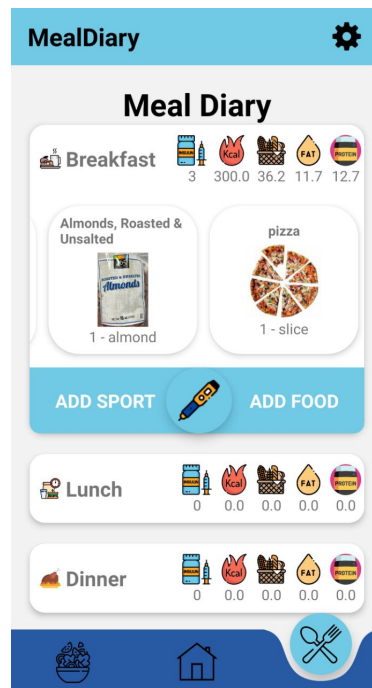 MealDiary
Meal Diary
Breakfast
INSULIN
Kcal
FAT
PROTEIN
3 300.0 36.2 11.7 12.7
Almonds, Roasted &
Unsalted
Almonds
1 - almond
pizza
1 - slice
ADD SPORT
ADD FOOD
Lunch
INSULIN
Kcal
FAT
PROTEIN
0 0.0 0.0 0.0 0.0
Dinner
INSULIN
Kcal
FAT
PROTEIN
0 0.0 0.0 0.0 0.0